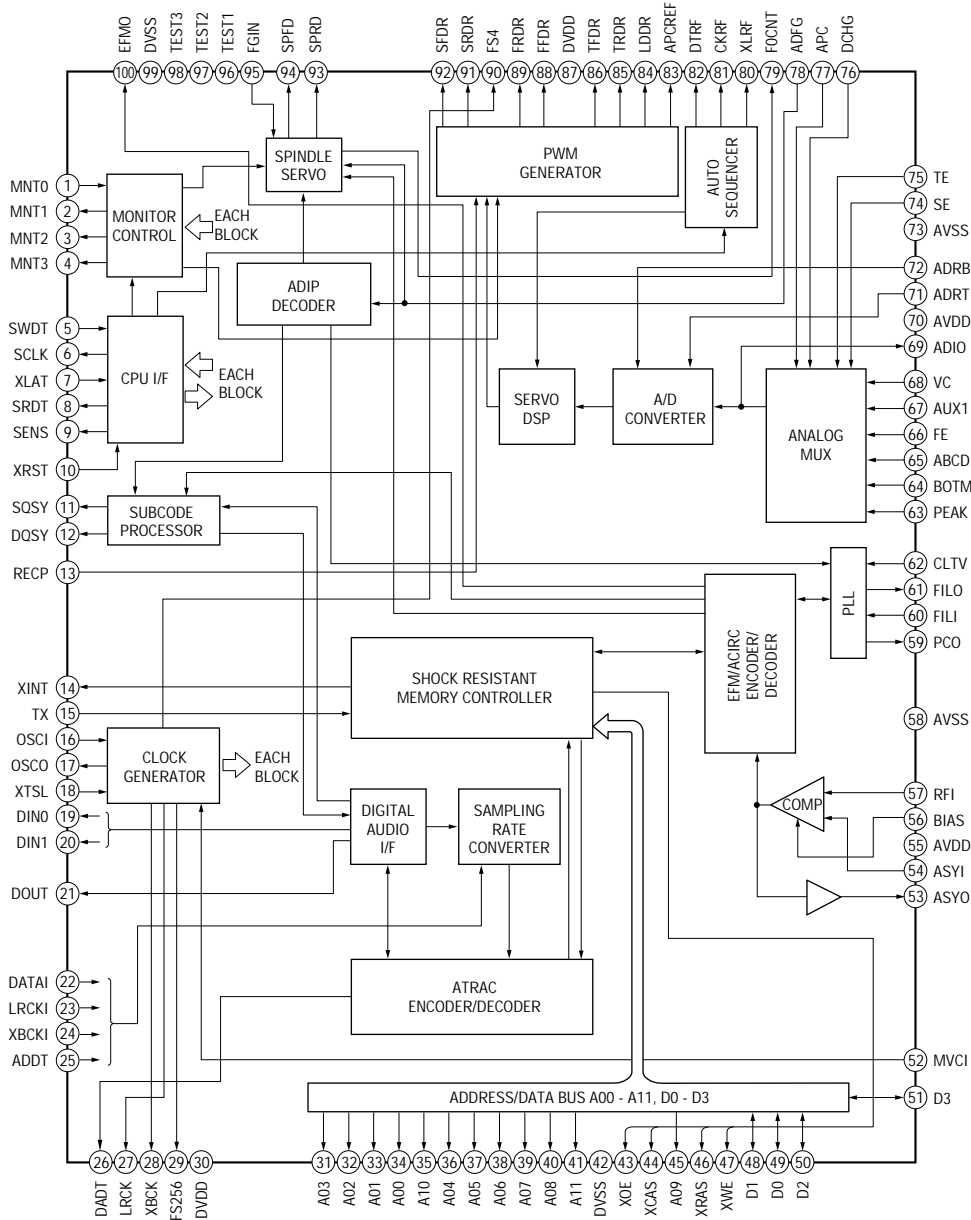 EFMO
DVSS
TEST3
TEST2
TEST1
FGIN
SPFD
SPRD
SFDR
SRDR
FS4
FRDR
FFDR
DVDD
TFDR
TRDR
LDDR
APCREF
DTRF
CKRF
XLRF
F0CNT
ADFG
APC
DCHG
100
99
98
97
96
95
94
93
92
91
90
89
88
87
86
85
84
83
82
81
80
79
78
77
76
MNT0 1
MNT1 2
MNT2 3
MNT3 4
SWDT 5
SCLK 6
XLAT 7
SRDT 8
SENS 9
XRST 10
SQSY 11
DQSY 12
RECP 13
XINT 14
TX 15
OSCI 16
OSCO 17
XTSL 18
DIN0 19
DIN1 20
DOUT 21
DATAI 22
LRCKI 23
XBCKI 24
ADDT 25
MONITOR
CONTROL
EACH
BLOCK
SPINDLE
SERVO
PWM
GENERATOR
AUTO
SEQUENCER
ADIP
DECODER
CPU I/F
EACH
BLOCK
SERVO
DSP
A/D
CONVERTER
ANALOG
MUX
SUBCODE
PROCESSOR
PLL
EFM/ACIRC
ENCODER/
DECODER
SHOCK RESISTANT
MEMORY CONTROLLER
CLOCK
GENERATOR
EACH
BLOCK
COMP
DIGITAL
AUDIO
I/F
SAMPLING
RATE
CONVERTER
ATRAC
ENCODER/DECODER
ADDRESS/DATA BUS A00 - A11, D0 - D3
75 TE
74 SE
73 AVSS
72 ADRB
71 ADRT
70 AVDD
69 ADIO
68 VC
67 AUX1
66 FE
65 ABCD
64 BOTM
63 PEAK
62 CLTV
61 FILO
60 FILI
59 PCO
58 AVSS
57 RFI
56 BIAS
55 AVDD
54 ASYI
53 ASYO
52 MVCI
51 D3
26
27
28
29
30
31
32
33
34
35
36
37
38
39
40
41
42
43
44
45
46
47
48
49
50
DADT
LRCK
XBCK
FS256
DVDD
A03
A02
A01
A00
A10
A04
A05
A06
A07
A08
A11
DVSS
XOE
XCAS
A09
XRAS
XWE
D1
D0
D2